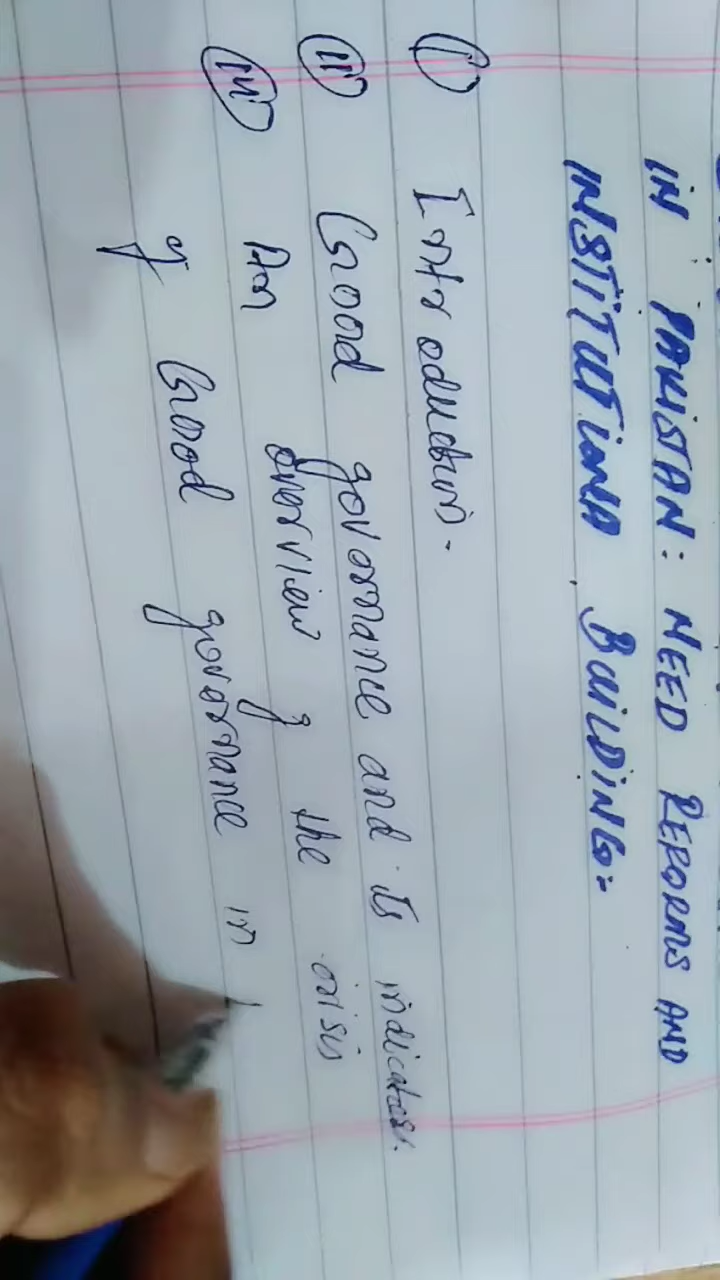 IN PAKISTAN: NEED REFORMS AND
INSTITUTIONA BUILDING:-
(i) Introduction.
(ii) Good governance and its indicators.
(iii) An overview of the crisis
of Good governance in